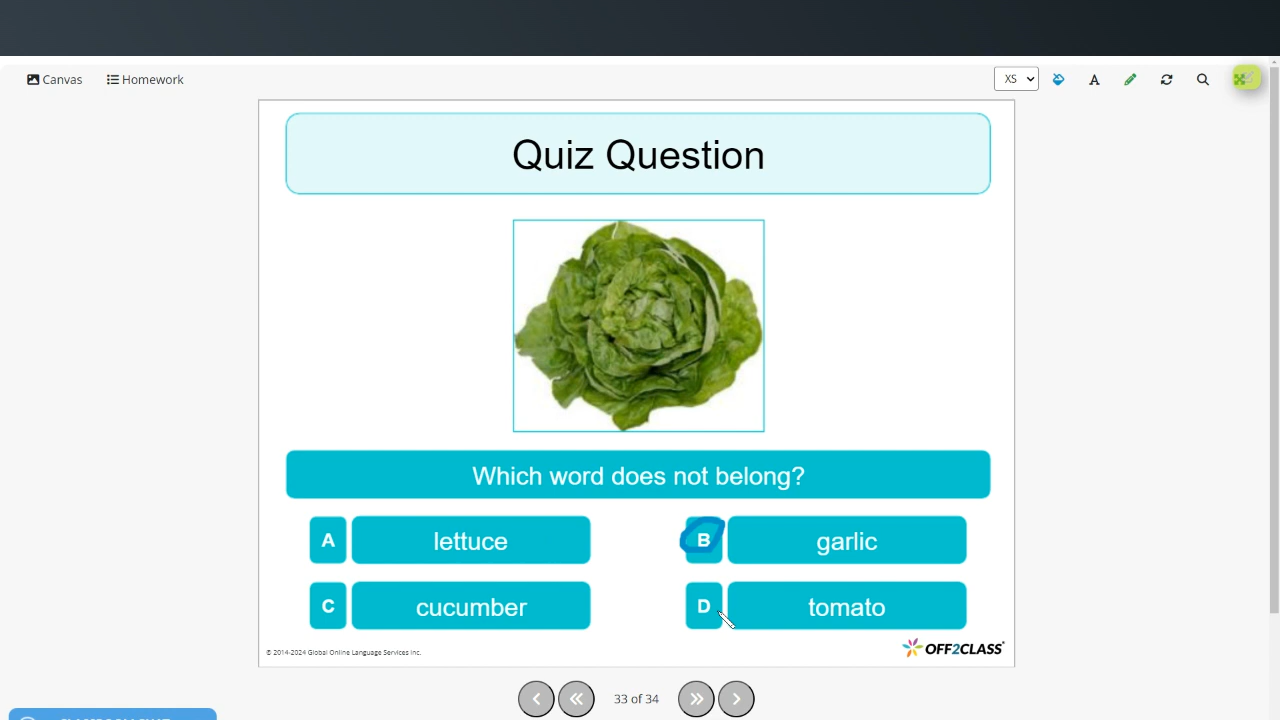 Canvas Homework XS A
Quiz Question
Which word does not belong?
A lettuce B garlic
C cucumber D tomato
© 2014-2024 Global Online Language Services Inc. OFF2CLASS
33 of 34